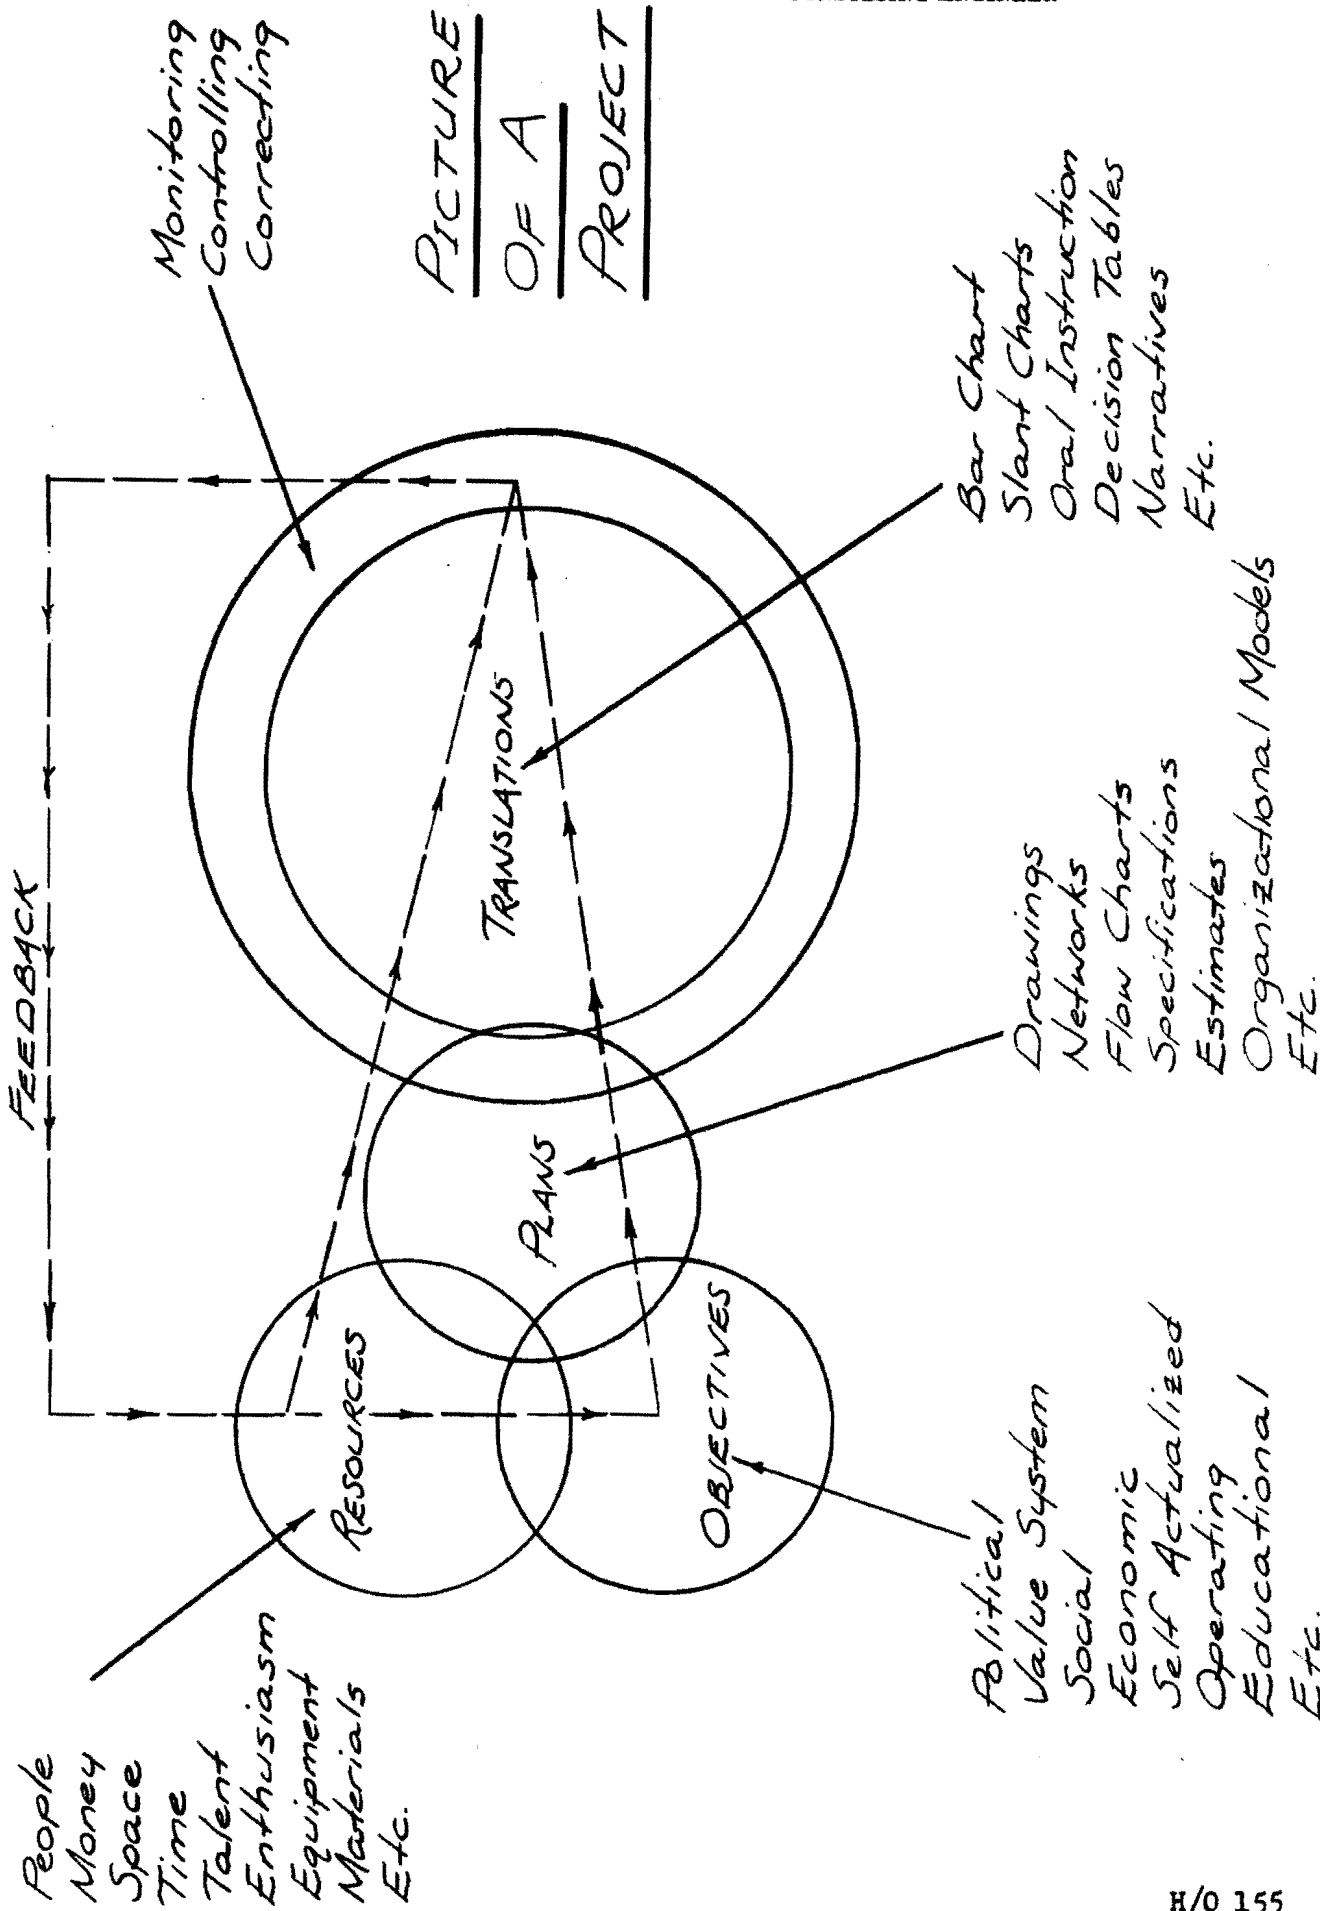 FEEDBACK
Monitoring
Controlling
Correcting
PICTURE
OF A
PROJECT
People
Money
Space
Time
Talent
Enthusiasm
Equipment
Materials
Etc.
RESOURCES
PLANS
TRANSLATIONS
OBJECTIVES
Political
Value System
Social
Economic
Self Actualized
Operating
Educational
Etc.
Drawings
Networks
Flow Charts
Specifications
Estimates
Organizational Models
Etc.
Bar Chart
Slant Charts
Oral Instruction
Decision Tables
Narratives
Etc.
H/O 155